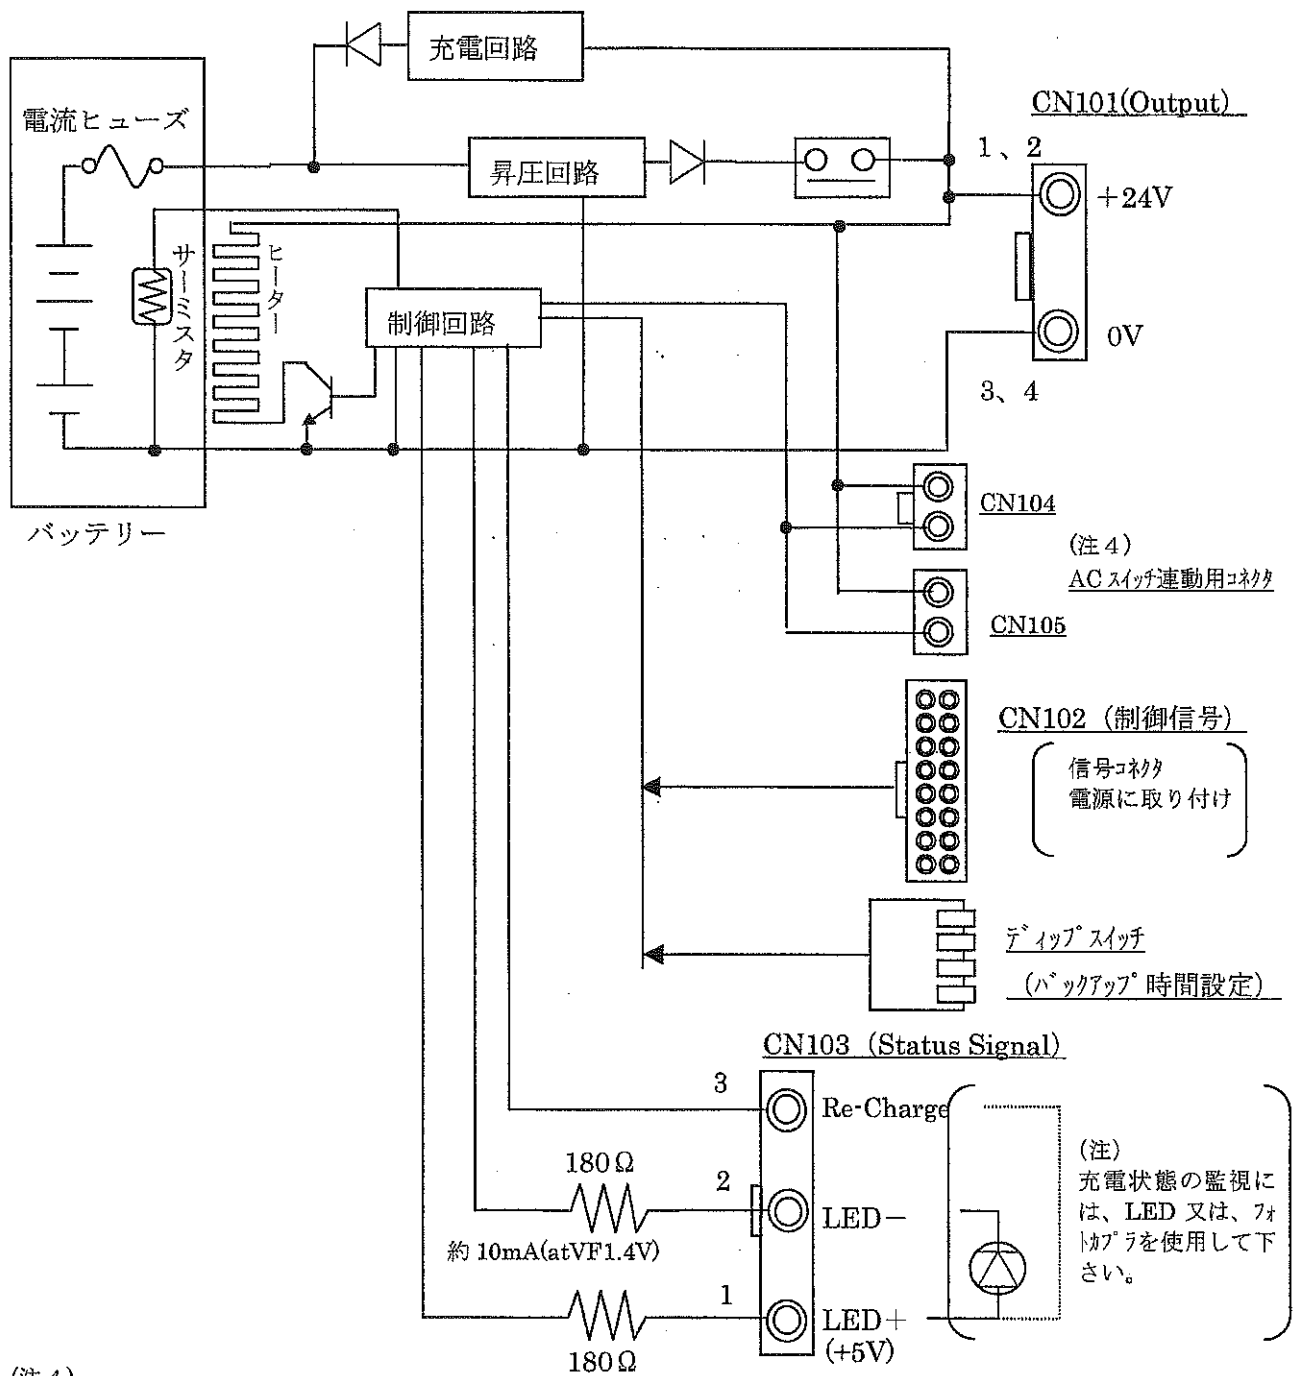 充電回路
CN101(Output)
電流ヒューズ
1、2
昇圧回路
+24V
サーミスタ
ヒーター
制御回路
0V
3、4
CN104
バッテリー
(注4)
ACスイッチ連動用コネクタ
CN105
CN102(制御信号)
信号コネクタ
電源に取り付け
ディップスイッチ
(バックアップ時間設定)
CN103(Status Signal)
3
Re-Charge
(注)
180Ω
充電状態の監視に
2
は、LED 又は、フォ
LED-
トカプラを使用して下
約10mA(atVF1.4V)
さい。
1
LED+
(+5V)
180Ω